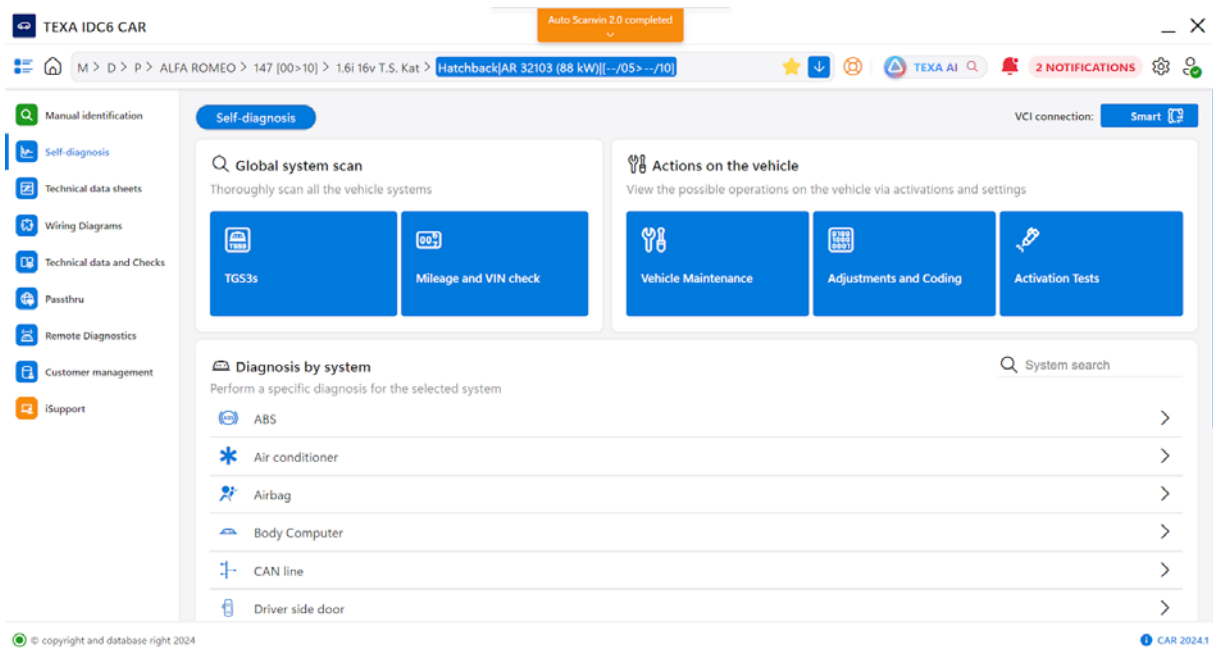 TEXA IDC6 CAR
Auto Scanvin 2.0 completed
M > D > P > ALFA ROMEO > 147 [00>10] > 1.6i 16v T.S. Kat > Hatchback|AR 32103 (88 kW)|[--/05>--/10]
TEXA AI
2 NOTIFICATIONS
Manual identification
Self-diagnosis
Technical data sheets
Wiring Diagrams
Technical data and Checks
Passthru
Remote Diagnostics
Customer management
iSupport
Self-diagnosis
VCI connection:
Smart
Global system scan
Thoroughly scan all the vehicle systems
TGS3s
Mileage and VIN check
Actions on the vehicle
View the possible operations on the vehicle via activations and settings
Vehicle Maintenance
Adjustments and Coding
Activation Tests
Diagnosis by system
System search
Perform a specific diagnosis for the selected system
ABS
Air conditioner
Airbag
Body Computer
CAN line
Driver side door
© copyright and database right 2024
CAR 2024.1